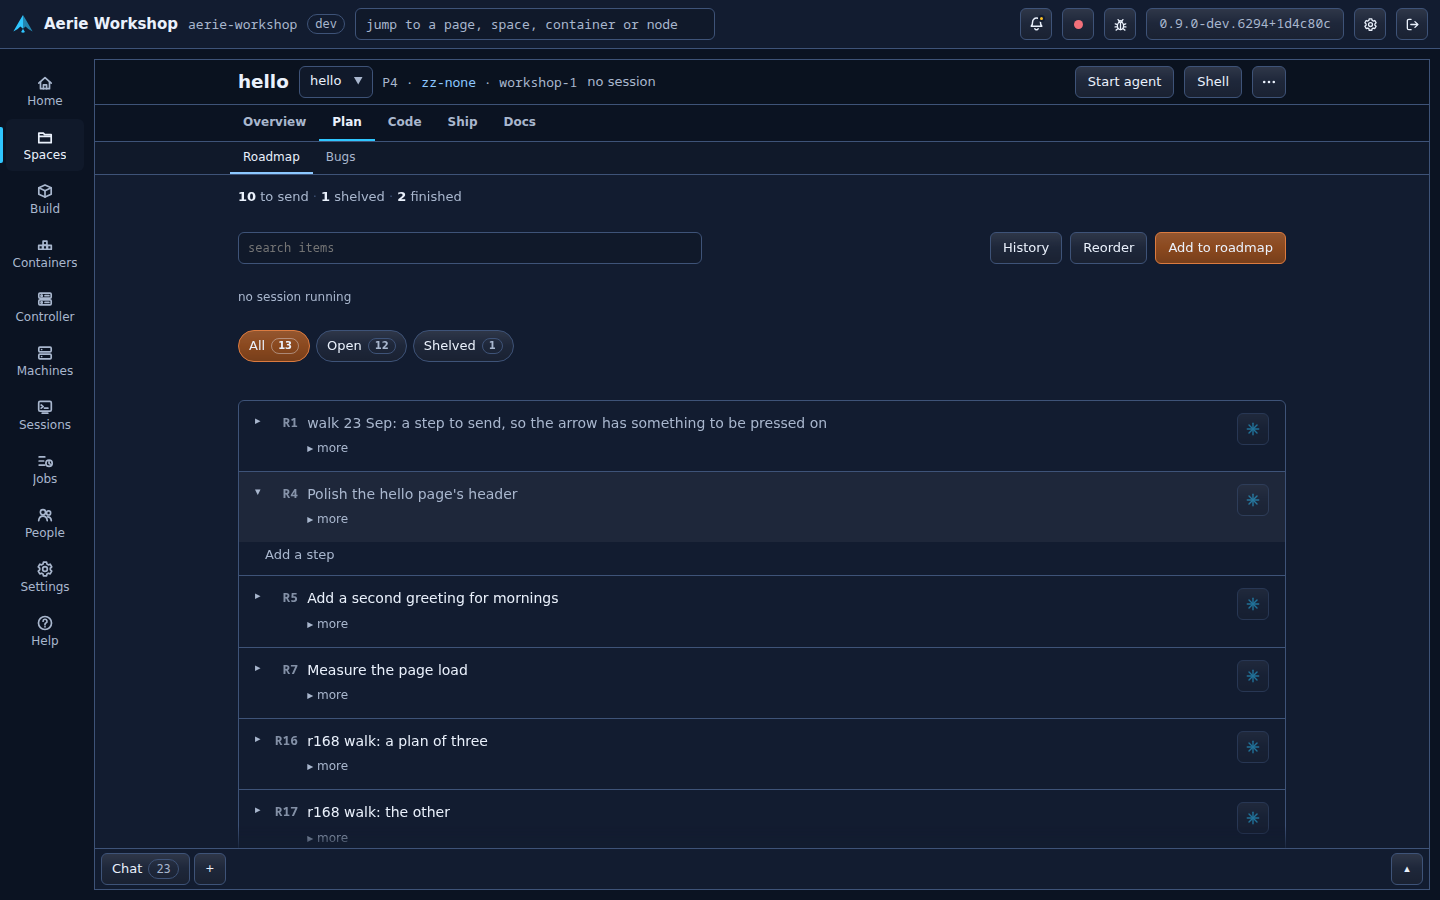 Aerie Workshop aerie-workshop dev jump to a page, space, container or node 0.9.0-dev.6294+1d4c80c
Home
Spaces
Build
Containers
Controller
Machines
Sessions
Jobs
People
Settings
Help
hello hello P4 · zz-none · workshop-1 no session Start agent Shell ...
Overview Plan Code Ship Docs
Roadmap Bugs
10 to send · 1 shelved · 2 finished
search items History Reorder Add to roadmap
no session running
All 13 Open 12 Shelved 1
R1 walk 23 Sep: a step to send, so the arrow has something to be pressed on
more
R4 Polish the hello page's header
more
Add a step
R5 Add a second greeting for mornings
more
R7 Measure the page load
more
R16 r168 walk: a plan of three
more
R17 r168 walk: the other
more
Chat 23 +